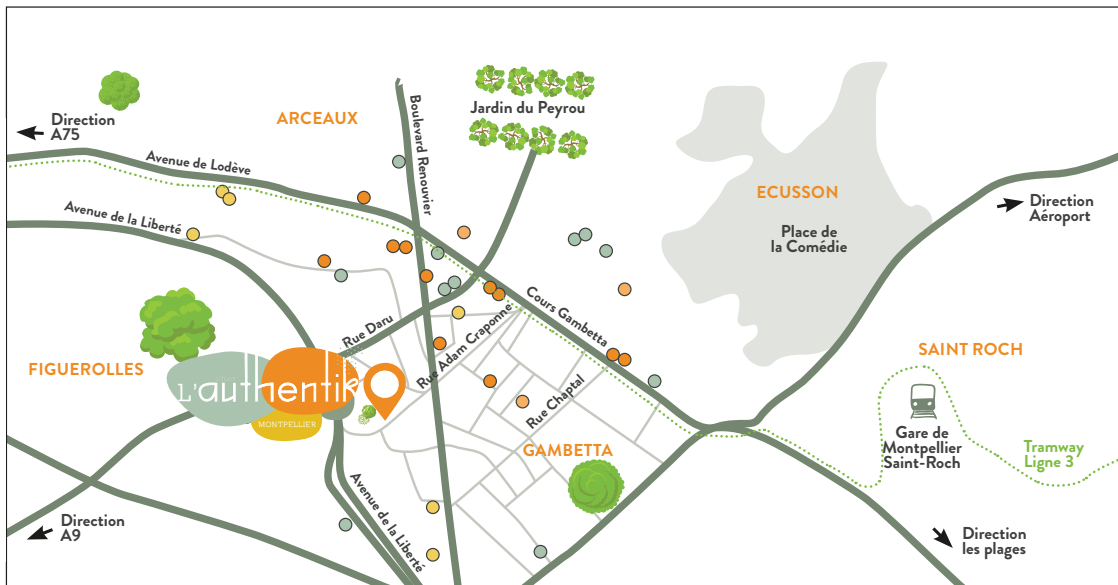 Jardin du Peyrou
ARCEAUX
Direction
A75
Boulevard Renouvier
Avenue de Lodève
Avenue de la Liberté
ECUSSON
Place de
la Comédie
Direction
Aéroport
Rue Daru
Cours Gambetta
Rue Adam Craponne
FIGUEROLLES
L'authentik
MONTPELLIER
SAINT ROCH
Rue Chaptal
GAMBETTA
Gare de
Montpellier
Saint-Roch
Tramway
Ligne 3
Direction
A9
Avenue de la Liberté
Direction
les plages